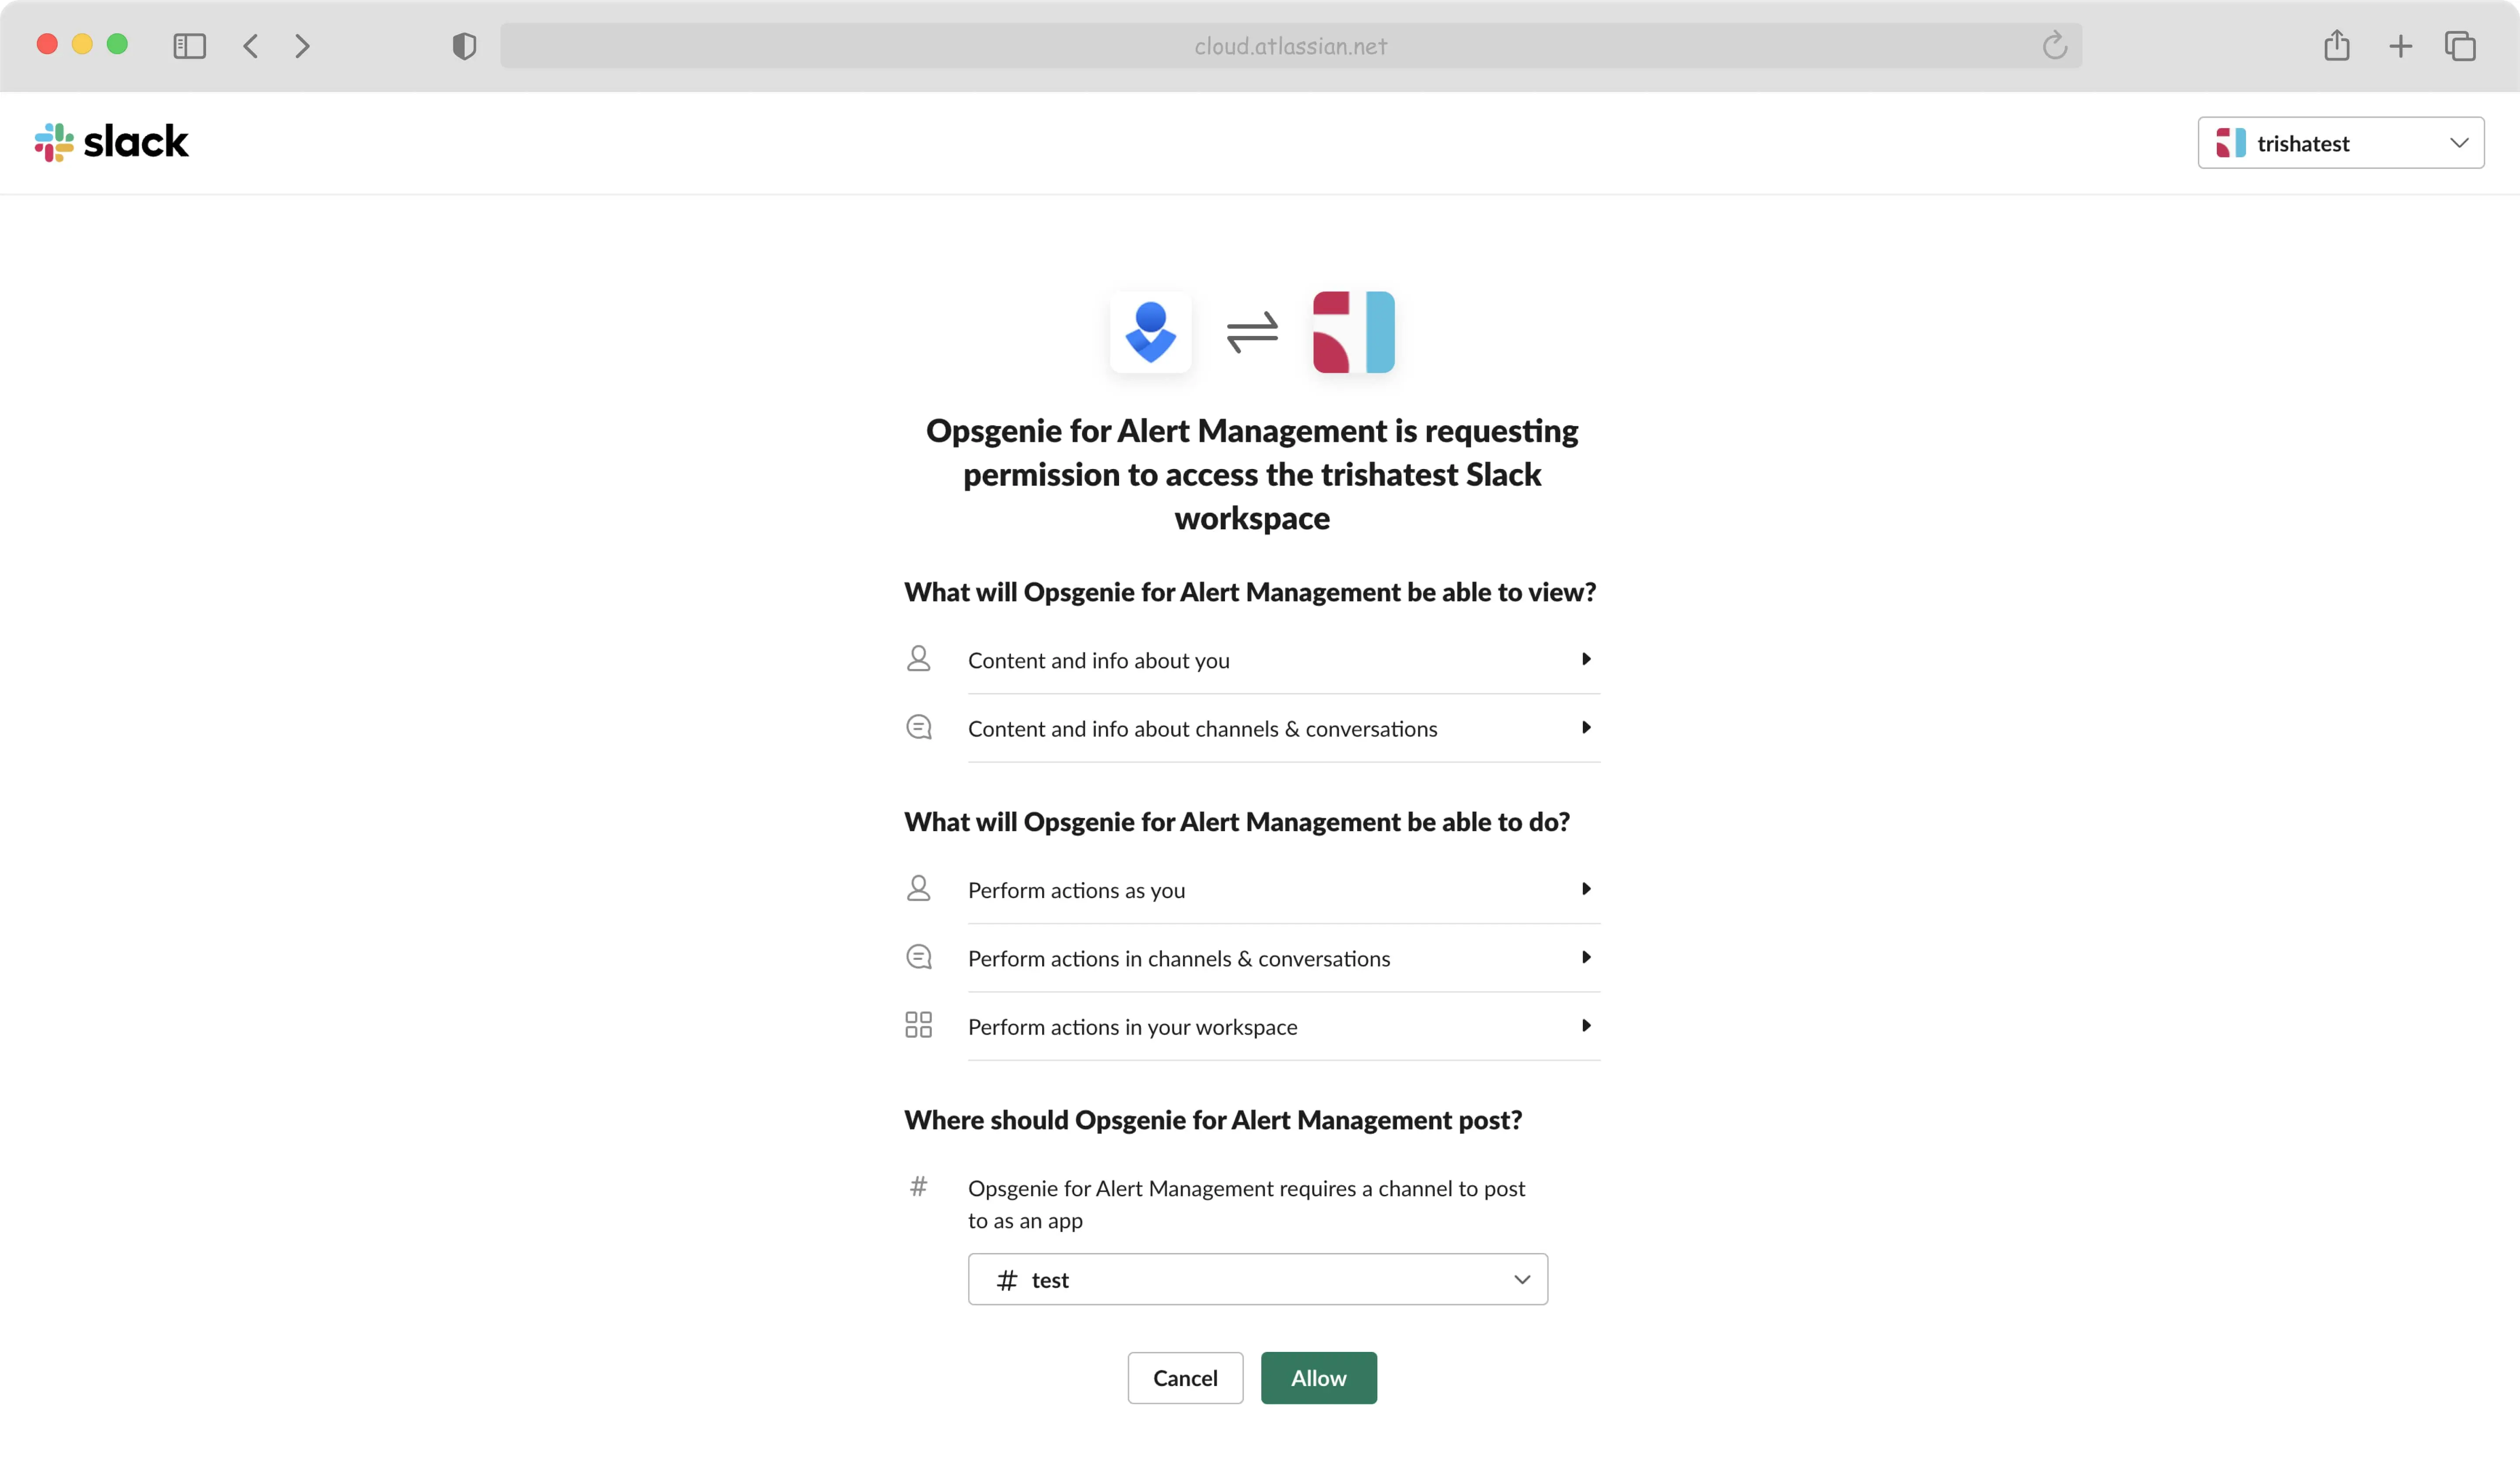 cloud.atlassian.net
slack
trishatest
Opsgenie for Alert Management is requesting
permission to access the trishatest Slack
workspace
What will Opsgenie for Alert Management be able to view?
Content and info about you
Content and info about channels & conversations
What will Opsgenie for Alert Management be able to do?
Perform actions as you
Perform actions in channels & conversations
Perform actions in your workspace
Where should Opsgenie for Alert Management post?
# Opsgenie for Alert Management requires a channel to post
to as an app
# test
Cancel Allow